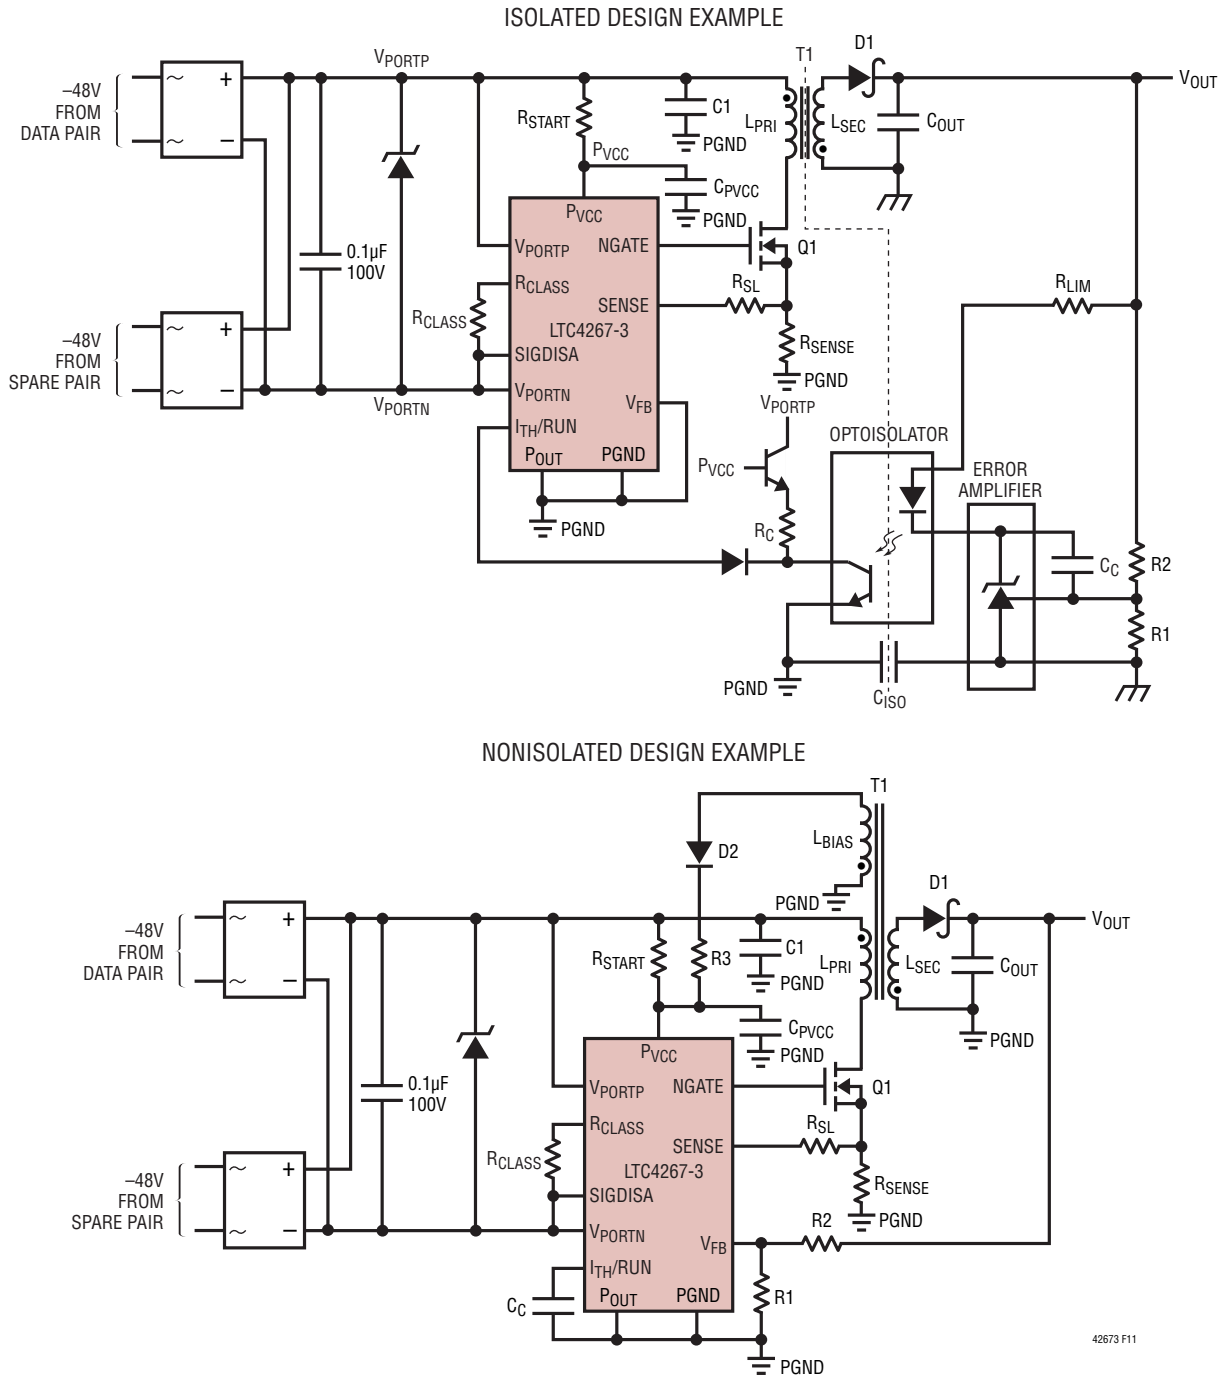 ISOLATED DESIGN EXAMPLE
–48V
FROM
DATA PAIR
~
~
+
–
VPORTP
RSTART
PVCC
C1
PGND
CPVCC
PGND
T1
LPRI
LSEC
D1
COUT
VOUT
0.1µF
100V
PVCC
VPORTP
NGATE
RCLASS
SENSE
LTC4267-3
SIGDISA
VPORTN
VFB
ITH/RUN
POUT
PGND
Q1
RSL
RSENSE
PGND
RCLASS
–48V
FROM
SPARE PAIR
~
~
+
–
VPORTN
RLIM
VPORTP
OPTOISOLATOR
PVCC
ERROR
AMPLIFIER
PGND
RC
CC
R2
R1
PGND
CISO
NONISOLATED DESIGN EXAMPLE
T1
LBIAS
D2
PGND
D1
–48V
FROM
DATA PAIR
~
~
+
–
RSTART
R3
C1
PGND
LPRI
LSEC
COUT
VOUT
CPVCC
PGND
PGND
0.1µF
100V
PVCC
VPORTP
NGATE
Q1
RCLASS
SENSE
RSL
RCLASS
LTC4267-3
SIGDISA
RSENSE
PGND
–48V
FROM
SPARE PAIR
~
~
+
–
VPORTN
VFB
R2
ITH/RUN
CC
POUT
PGND
R1
PGND
42673 F11